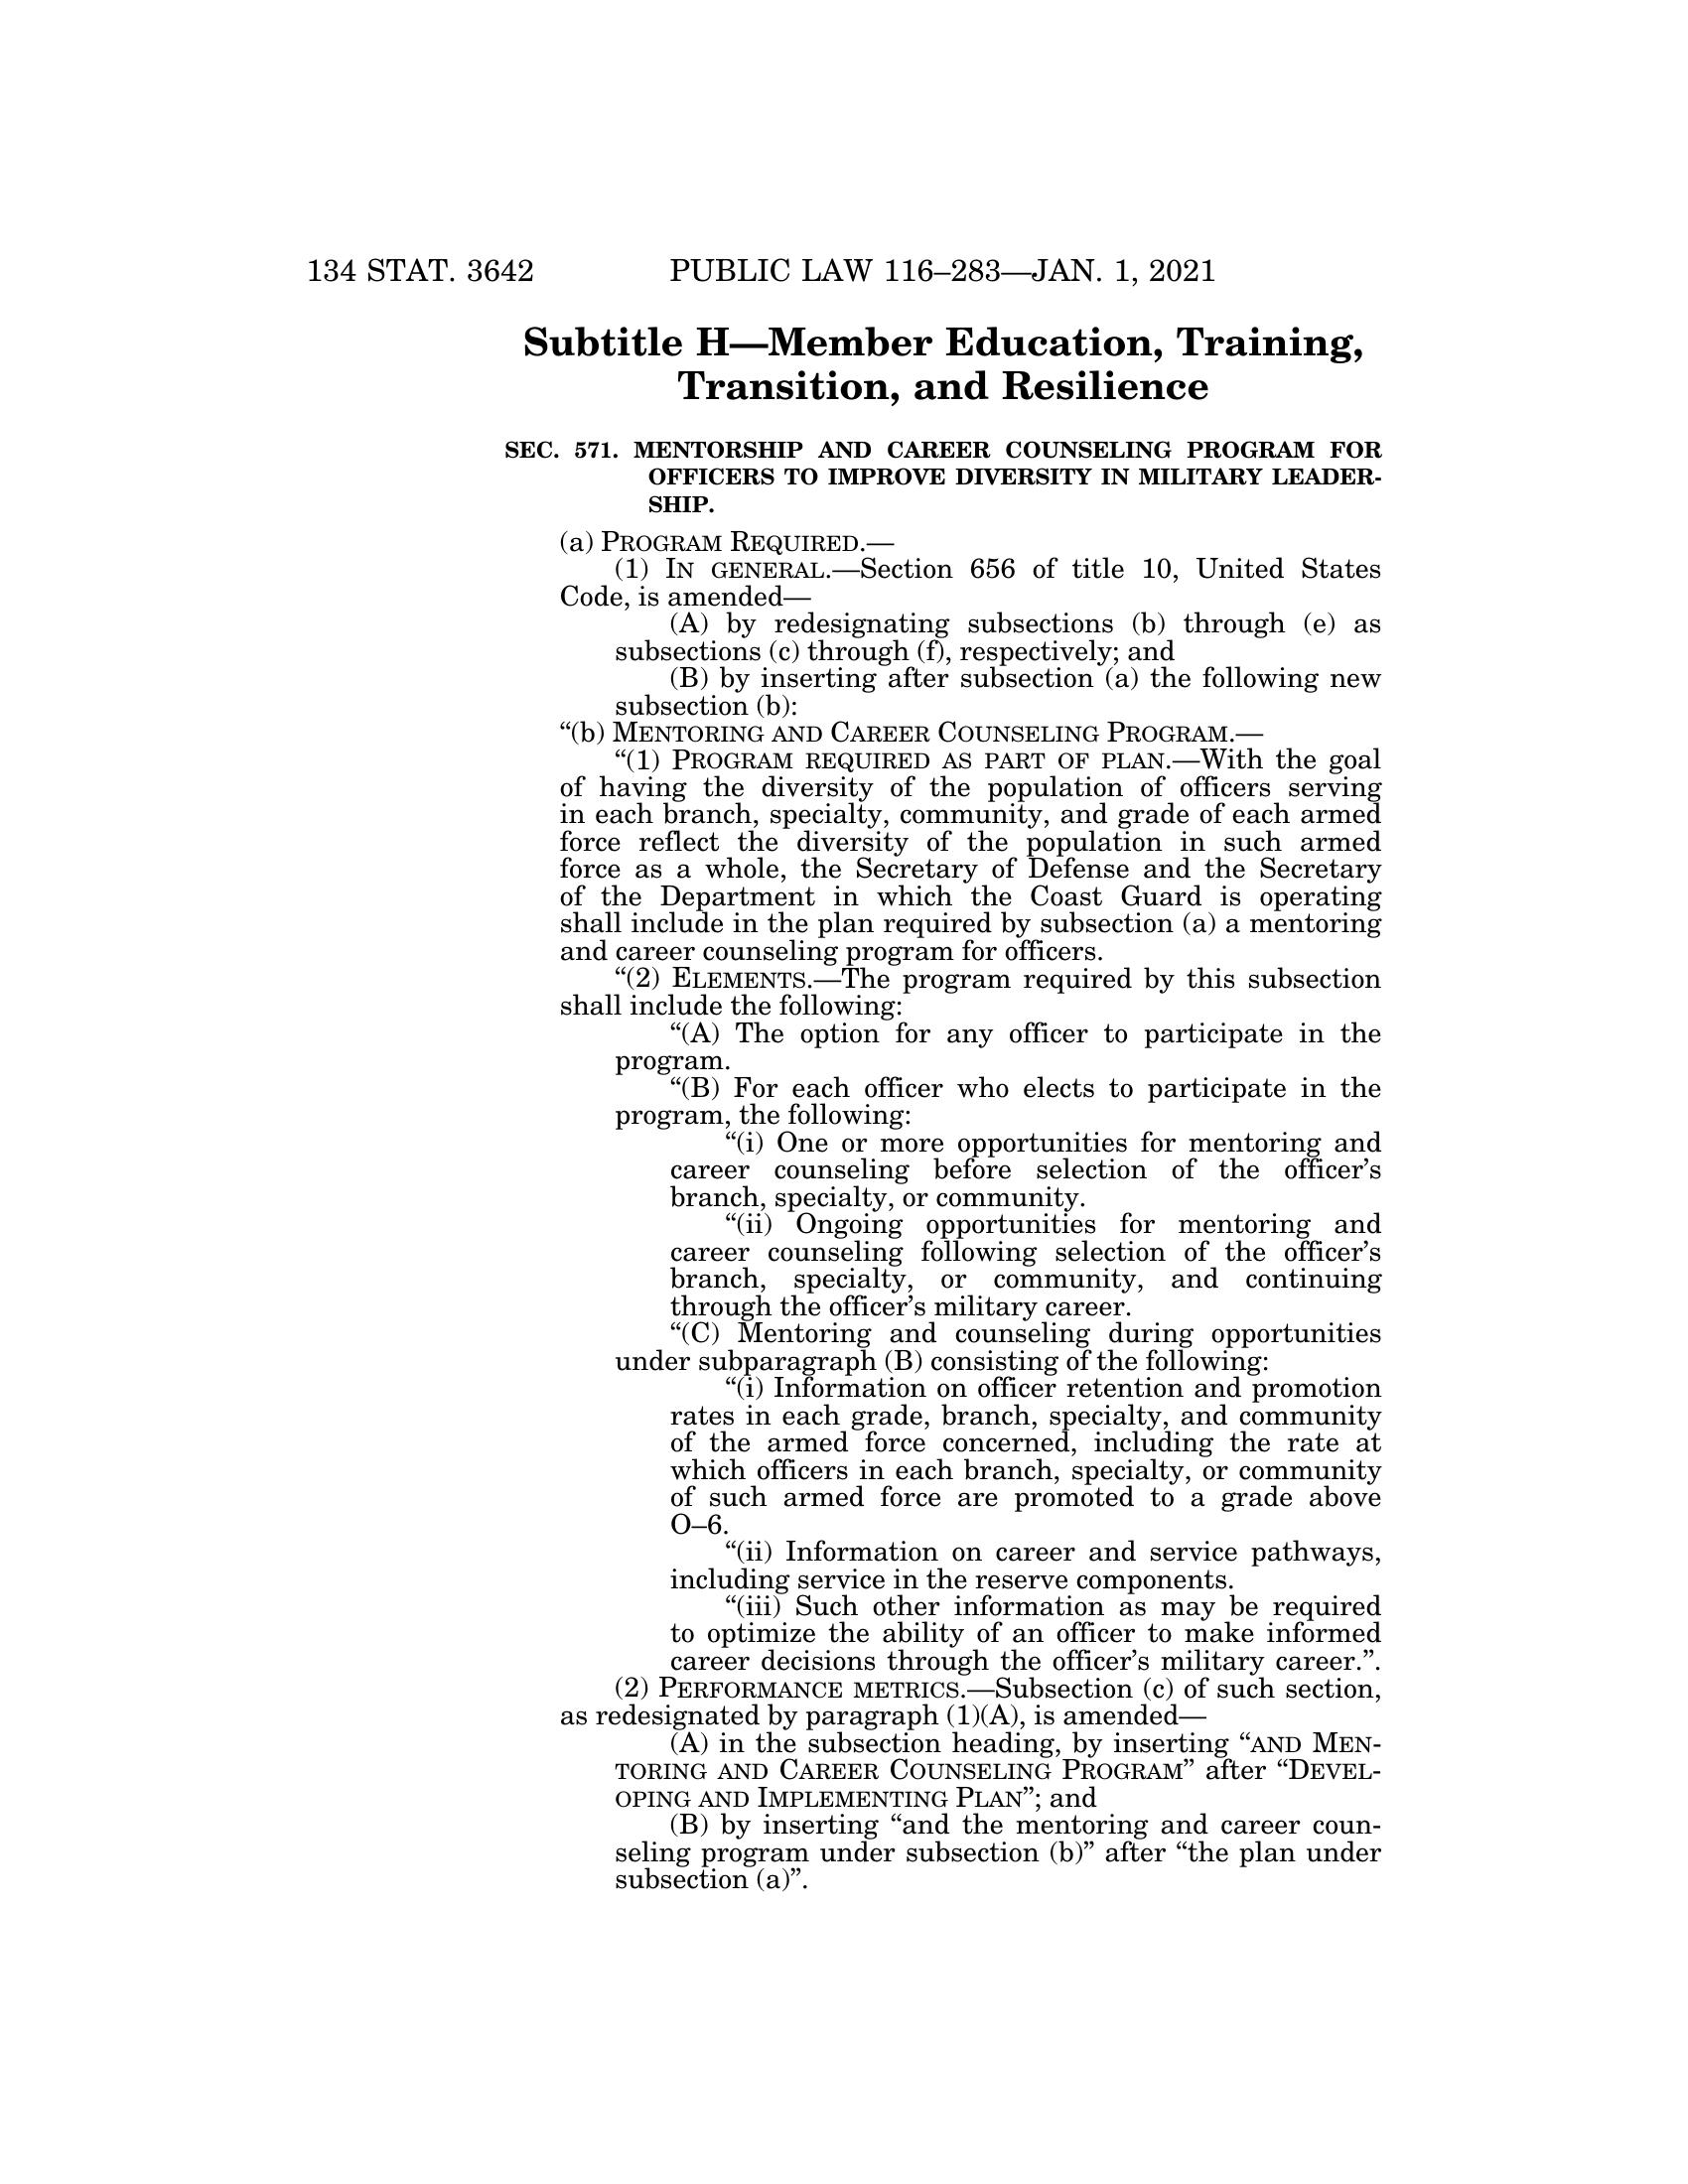 134 STAT. 3642 PUBLIC LAW 116–283—JAN. 1, 2021
Subtitle H—Member Education, Training,
Transition, and Resilience
SEC. 571. MENTORSHIP AND CAREER COUNSELING PROGRAM FOR
OFFICERS TO IMPROVE DIVERSITY IN MILITARY LEADER-
SHIP.
(a) PROGRAM REQUIRED.—
(1) IN GENERAL.—Section 656 of title 10, United States
Code, is amended—
(A) by redesignating subsections (b) through (e) as
subsections (c) through (f), respectively; and
(B) by inserting after subsection (a) the following new
subsection (b):
“(b) MENTORING AND CAREER COUNSELING PROGRAM.—
“(1) PROGRAM REQUIRED AS PART OF PLAN.—With the goal
of having the diversity of the population of officers serving
in each branch, specialty, community, and grade of each armed
force reflect the diversity of the population in such armed
force as a whole, the Secretary of Defense and the Secretary
of the Department in which the Coast Guard is operating
shall include in the plan required by subsection (a) a mentoring
and career counseling program for officers.
“(2) ELEMENTS.—The program required by this subsection
shall include the following:
“(A) The option for any officer to participate in the
program.
“(B) For each officer who elects to participate in the
program, the following:
“(i) One or more opportunities for mentoring and
career counseling before selection of the officer’s
branch, specialty, or community.
“(ii) Ongoing opportunities for mentoring and
career counseling following selection of the officer’s
branch, specialty, or community, and continuing
through the officer’s military career.
“(C) Mentoring and counseling during opportunities
under subparagraph (B) consisting of the following:
“(i) Information on officer retention and promotion
rates in each grade, branch, specialty, and community
of the armed force concerned, including the rate at
which officers in each branch, specialty, or community
of such armed force are promoted to a grade above
O–6.
“(ii) Information on career and service pathways,
including service in the reserve components.
“(iii) Such other information as may be required
to optimize the ability of an officer to make informed
career decisions through the officer’s military career.”.
(2) PERFORMANCE METRICS.—Subsection (c) of such section,
as redesignated by paragraph (1)(A), is amended—
(A) in the subsection heading, by inserting “AND MEN-
TORING AND CAREER COUNSELING PROGRAM” after “DEVEL-
OPING AND IMPLEMENTING PLAN”; and
(B) by inserting “and the mentoring and career coun-
seling program under subsection (b)” after “the plan under
subsection (a)”.